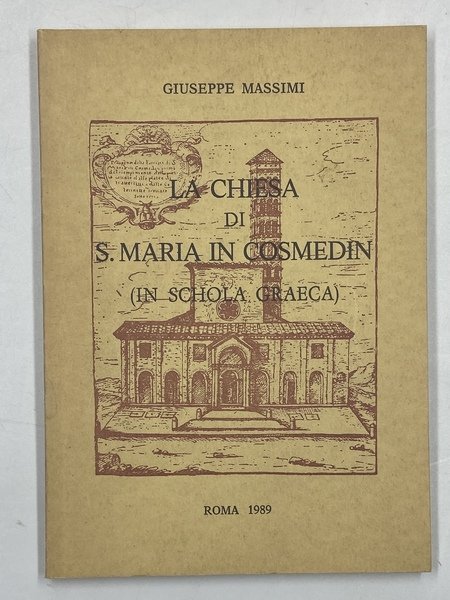 GIUSEPPE MASSIMI
LA CHIESA
DI
S. MARIA IN COSMEDIN
(IN SCHOLA GRAECA)
ROMA 1989